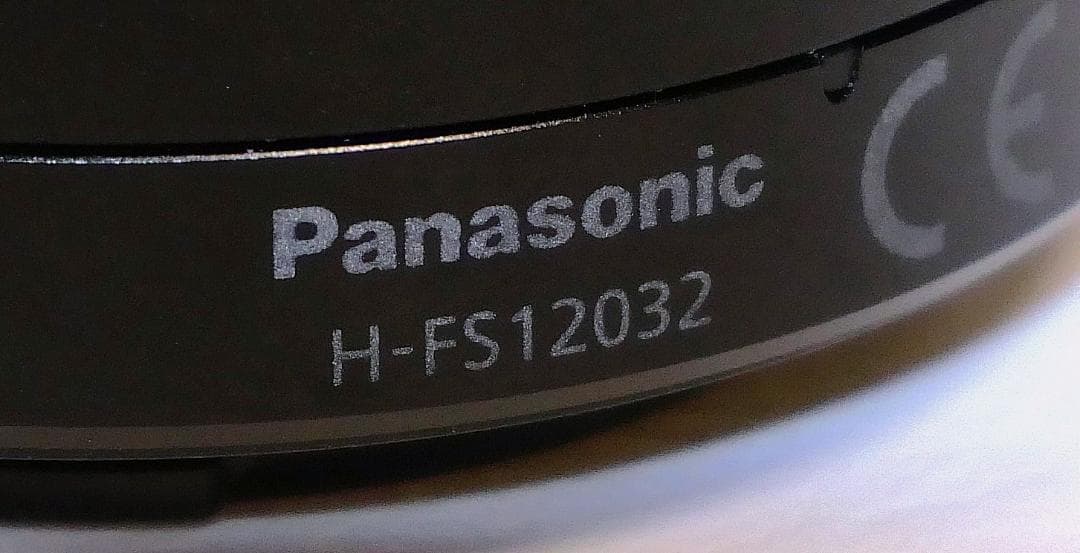 Panasonic
H-FS12032
CE